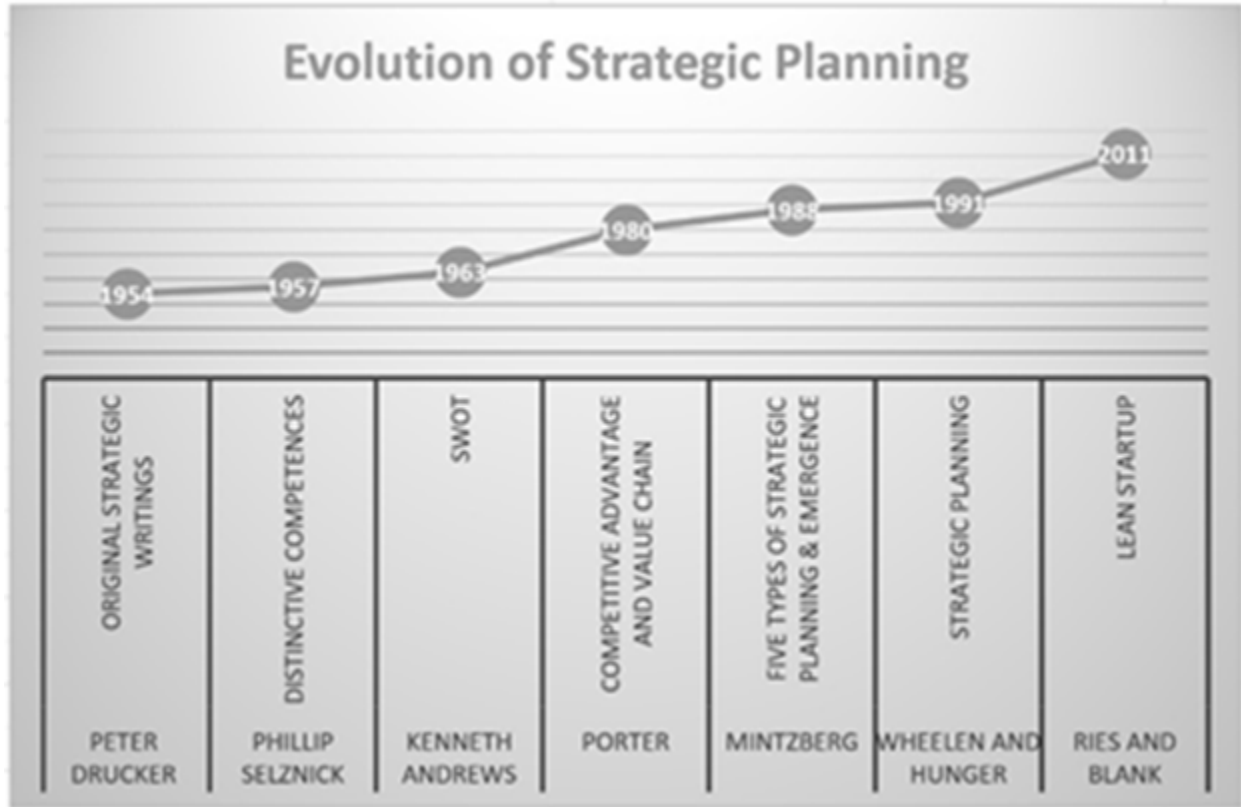 Evolution of Strategic Planning
1954
1957
1963
1980
1988
1991
2011
ORIGINAL STRATEGIC
WRITINGS
DISTINCTIVE COMPETENCES
SWOT
COMPETITIVE ADVANTAGE
AND VALUE CHAIN
FIVE TYPES OF STRATEGIC
PLANNING & EMERGENCE
STRATEGIC PLANNING
LEAN STARTUP
PETER
DRUCKER
PHILLIP
SELZNICK
KENNETH
ANDREWS
PORTER
MINTZBERG
WHEELEN AND
HUNGER
RIES AND
BLANK